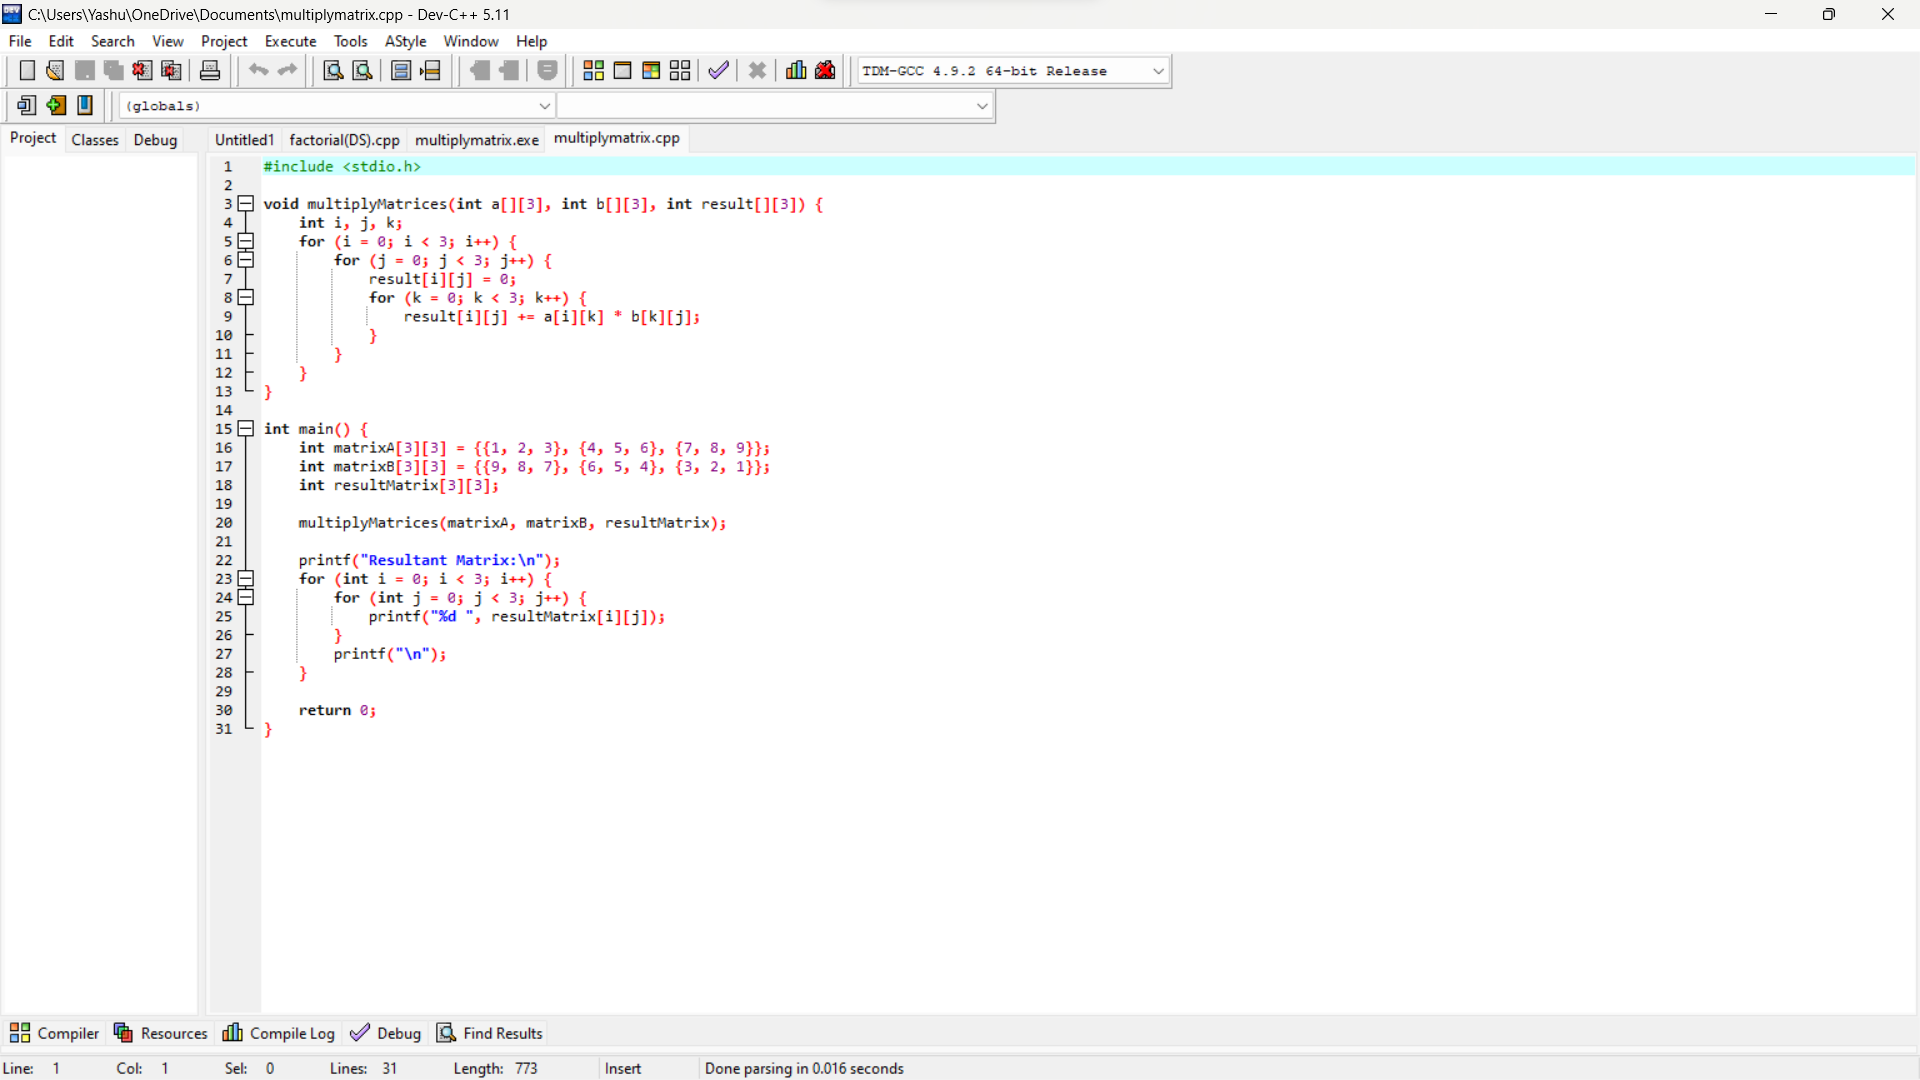 C:\Users\Yashu\OneDrive\Documents\multiplymatrix.cpp - Dev-C++ 5.11
File Edit Search View Project Execute Tools AStyle Window Help
TDM-GCC 4.9.2 64-bit Release
(globals)
Project Classes Debug Untitled1 factorial(DS).cpp multiplymatrix.exe multiplymatrix.cpp
1 #include <stdio.h>
2
3 void multiplyMatrices(int a[][3], int b[][3], int result[][3]) {
4 int i, j, k;
5 for (i = 0; i < 3; i++) {
6 for (j = 0; j < 3; j++) {
7 result[i][j] = 0;
8 for (k = 0; k < 3; k++) {
9 result[i][j] += a[i][k] * b[k][j];
10 }
11 }
12 }
13 }
14
15 int main() {
16 int matrixA[3][3] = {{1, 2, 3}, {4, 5, 6}, {7, 8, 9}};
17 int matrixB[3][3] = {{9, 8, 7}, {6, 5, 4}, {3, 2, 1}};
18 int resultMatrix[3][3];
19
20 multiplyMatrices(matrixA, matrixB, resultMatrix);
21
22 printf("Resultant Matrix:\n");
23 for (int i = 0; i < 3; i++) {
24 for (int j = 0; j < 3; j++) {
25 printf("%d ", resultMatrix[i][j]);
26 }
27 printf("\n");
28 }
29
30 return 0;
31 }
Compiler Resources Compile Log Debug Find Results
Line: 1 Col: 1 Sel: 0 Lines: 31 Length: 773 Insert Done parsing in 0.016 seconds